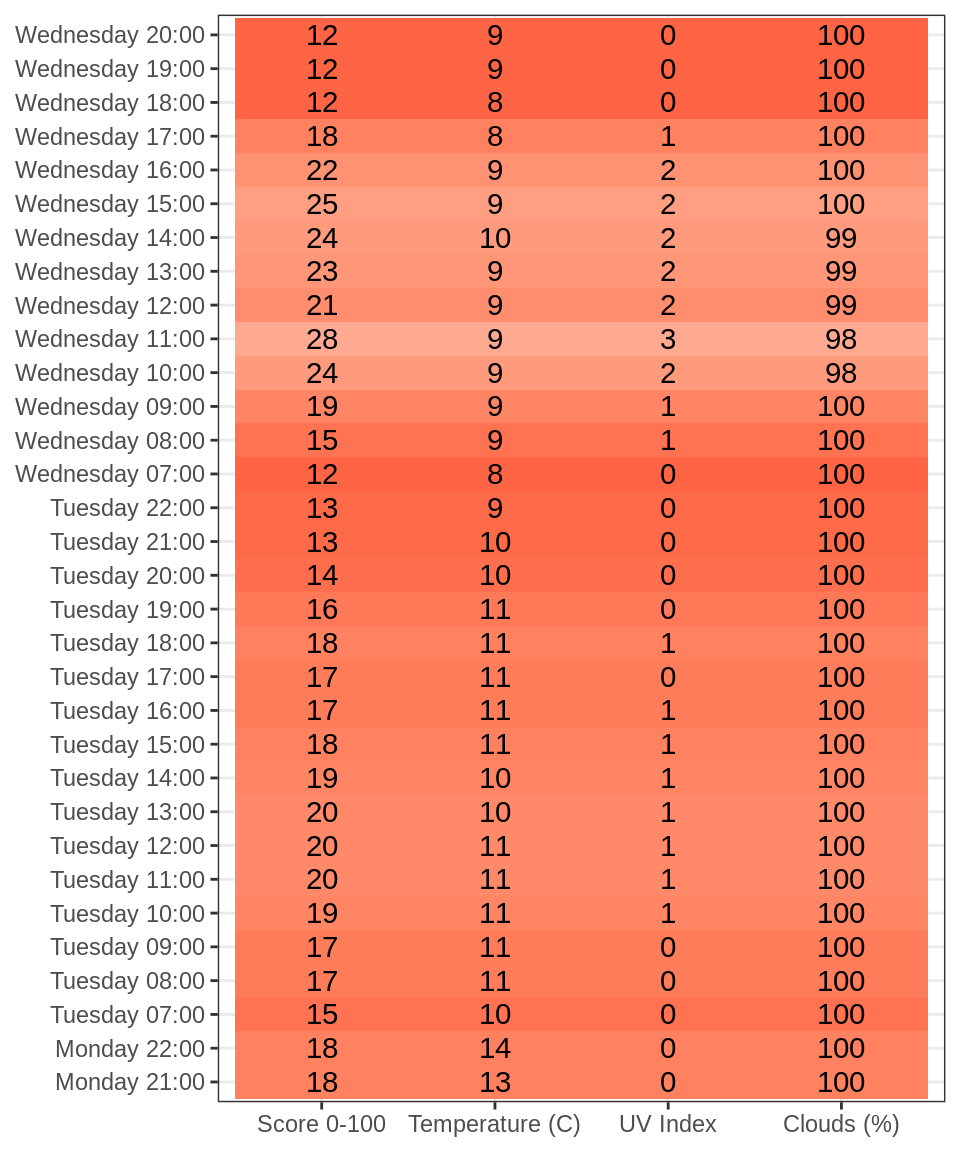 Wednesday 20:00 12 9 0 100
Wednesday 19:00 12 9 0 100
Wednesday 18:00 12 8 0 100
Wednesday 17:00 18 8 1 100
Wednesday 16:00 22 9 2 100
Wednesday 15:00 25 9 2 100
Wednesday 14:00 24 10 2 99
Wednesday 13:00 23 9 2 99
Wednesday 12:00 21 9 2 99
Wednesday 11:00 28 9 3 98
Wednesday 10:00 24 9 2 98
Wednesday 09:00 19 9 1 100
Wednesday 08:00 15 9 1 100
Wednesday 07:00 12 8 0 100
Tuesday 22:00 13 9 0 100
Tuesday 21:00 13 10 0 100
Tuesday 20:00 14 10 0 100
Tuesday 19:00 16 11 0 100
Tuesday 18:00 18 11 1 100
Tuesday 17:00 17 11 0 100
Tuesday 16:00 17 11 1 100
Tuesday 15:00 18 11 1 100
Tuesday 14:00 19 10 1 100
Tuesday 13:00 20 10 1 100
Tuesday 12:00 20 11 1 100
Tuesday 11:00 20 11 1 100
Tuesday 10:00 19 11 1 100
Tuesday 09:00 17 11 0 100
Tuesday 08:00 17 11 0 100
Tuesday 07:00 15 10 0 100
Monday 22:00 18 14 0 100
Monday 21:00 18 13 0 100
Score 0-100 Temperature (C) UV Index Clouds (%)